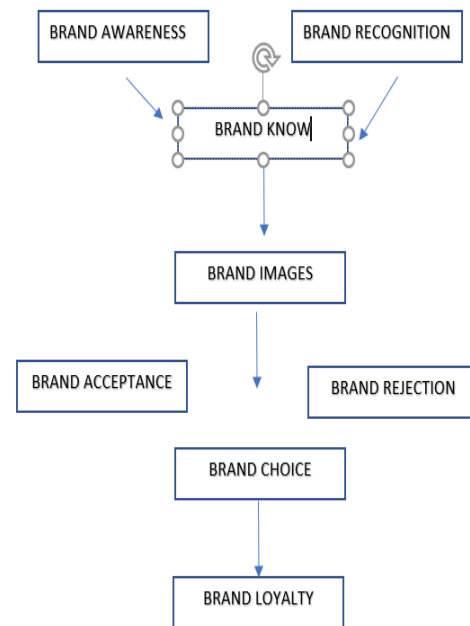 BRAND AWARENESS
BRAND RECOGNITION
BRAND KNOW
BRAND IMAGES
BRAND ACCEPTANCE
BRAND REJECTION
BRAND CHOICE
BRAND LOYALTY